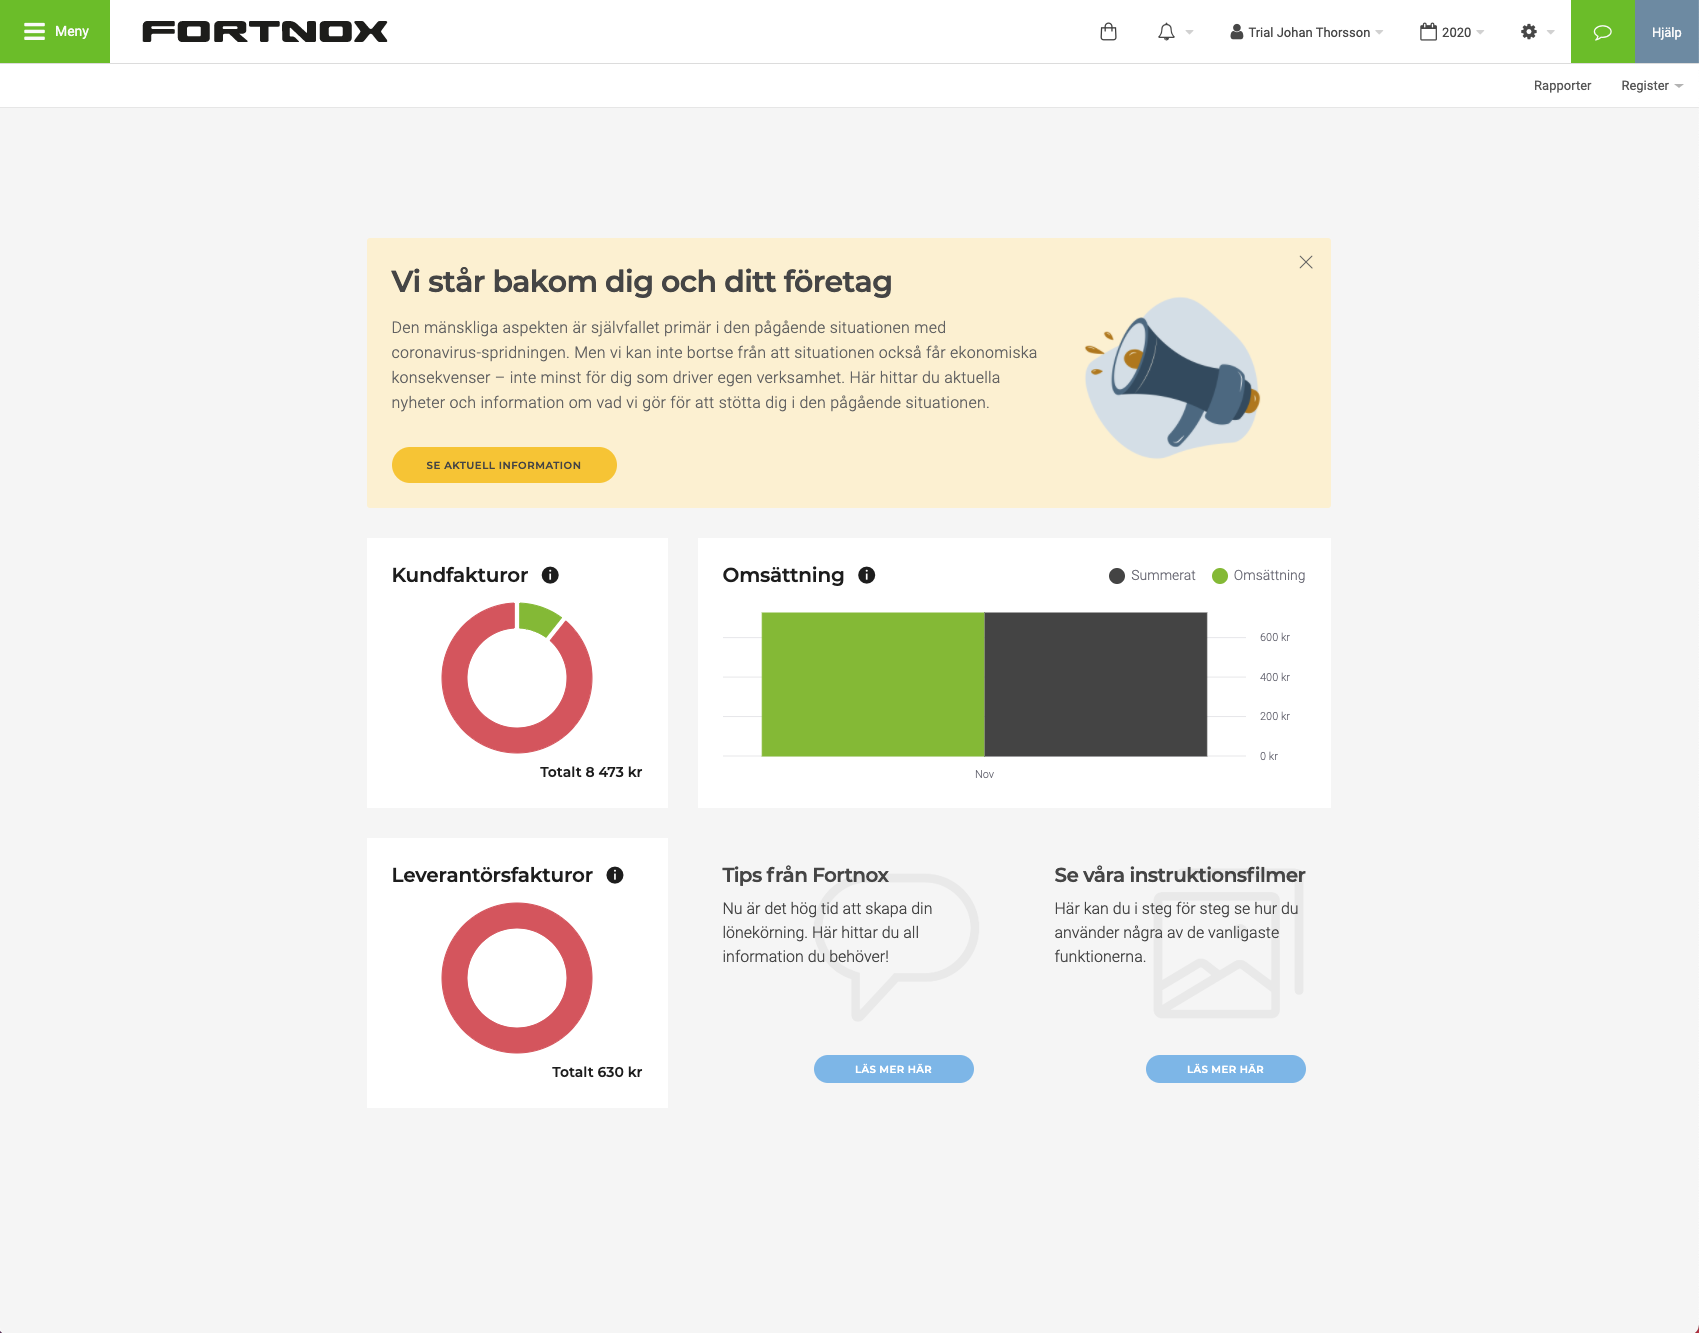 Meny
FORTNOX
Trial Johan Thorsson
2020
Hjälp
Rapporter
Register
Vi står bakom dig och ditt företag
Den mänskliga aspekten är självfallet primär i den pågående situationen med
coronavirus-spridningen. Men vi kan inte bortse från att situationen också får ekonomiska
konsekvenser – inte minst för dig som driver egen verksamhet. Här hittar du aktuella
nyheter och information om vad vi gör för att stötta dig i den pågående situationen.
SE AKTUELL INFORMATION
Kundfakturor
Totalt 8 473 kr
Omsättning
Summerat
Omsättning
600 kr
400 kr
200 kr
0 kr
Nov
Leverantörsfakturor
Totalt 630 kr
Tips från Fortnox
Nu är det hög tid att skapa din
lönekörning. Här hittar du all
information du behöver!
LÄS MER HÄR
Se våra instruktionsfilmer
Här kan du i steg för steg se hur du
använder några av de vanligaste
funktionerna.
LÄS MER HÄR